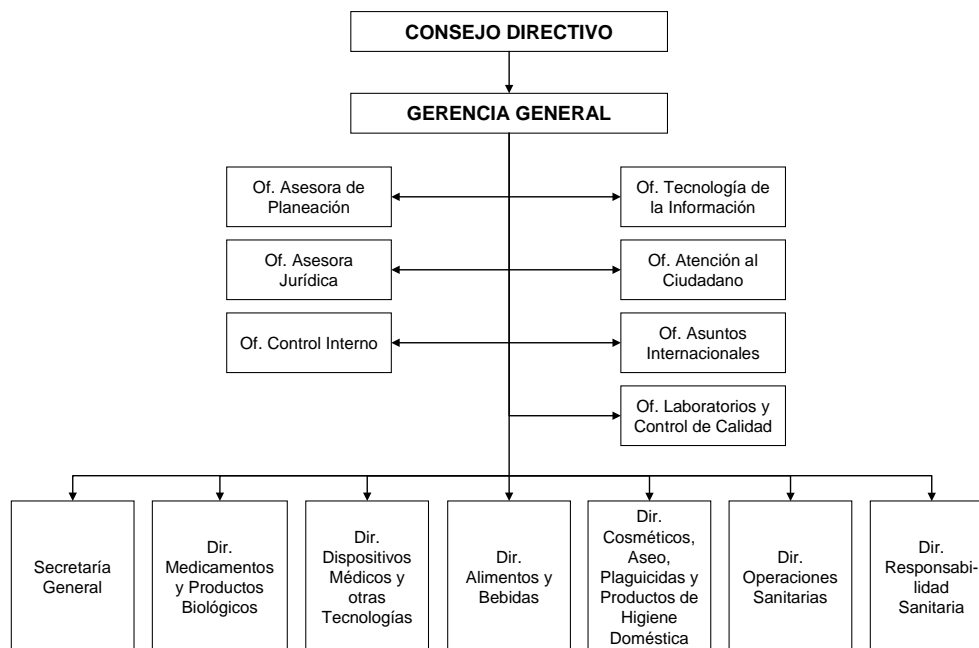 CONSEJO DIRECTIVO
GERENCIA GENERAL
Of. Asesora de
Planeación
Of. Tecnología de
la Información
Of. Asesora
Jurídica
Of. Atención al
Ciudadano
Of. Control Interno
Of. Asuntos
Internacionales
Of. Laboratorios y
Control de Calidad
Secretaría
General
Dir.
Medicamentos
y Productos
Biológicos
Dir.
Dispositivos
Médicos y
otras
Tecnologías
Dir.
Alimentos y
Bebidas
Dir.
Cosméticos,
Aseo,
Plaguicidas y
Productos de
Higiene
Doméstica
Dir.
Operaciones
Sanitarias
Dir.
Responsabi-
lidad
Sanitaria